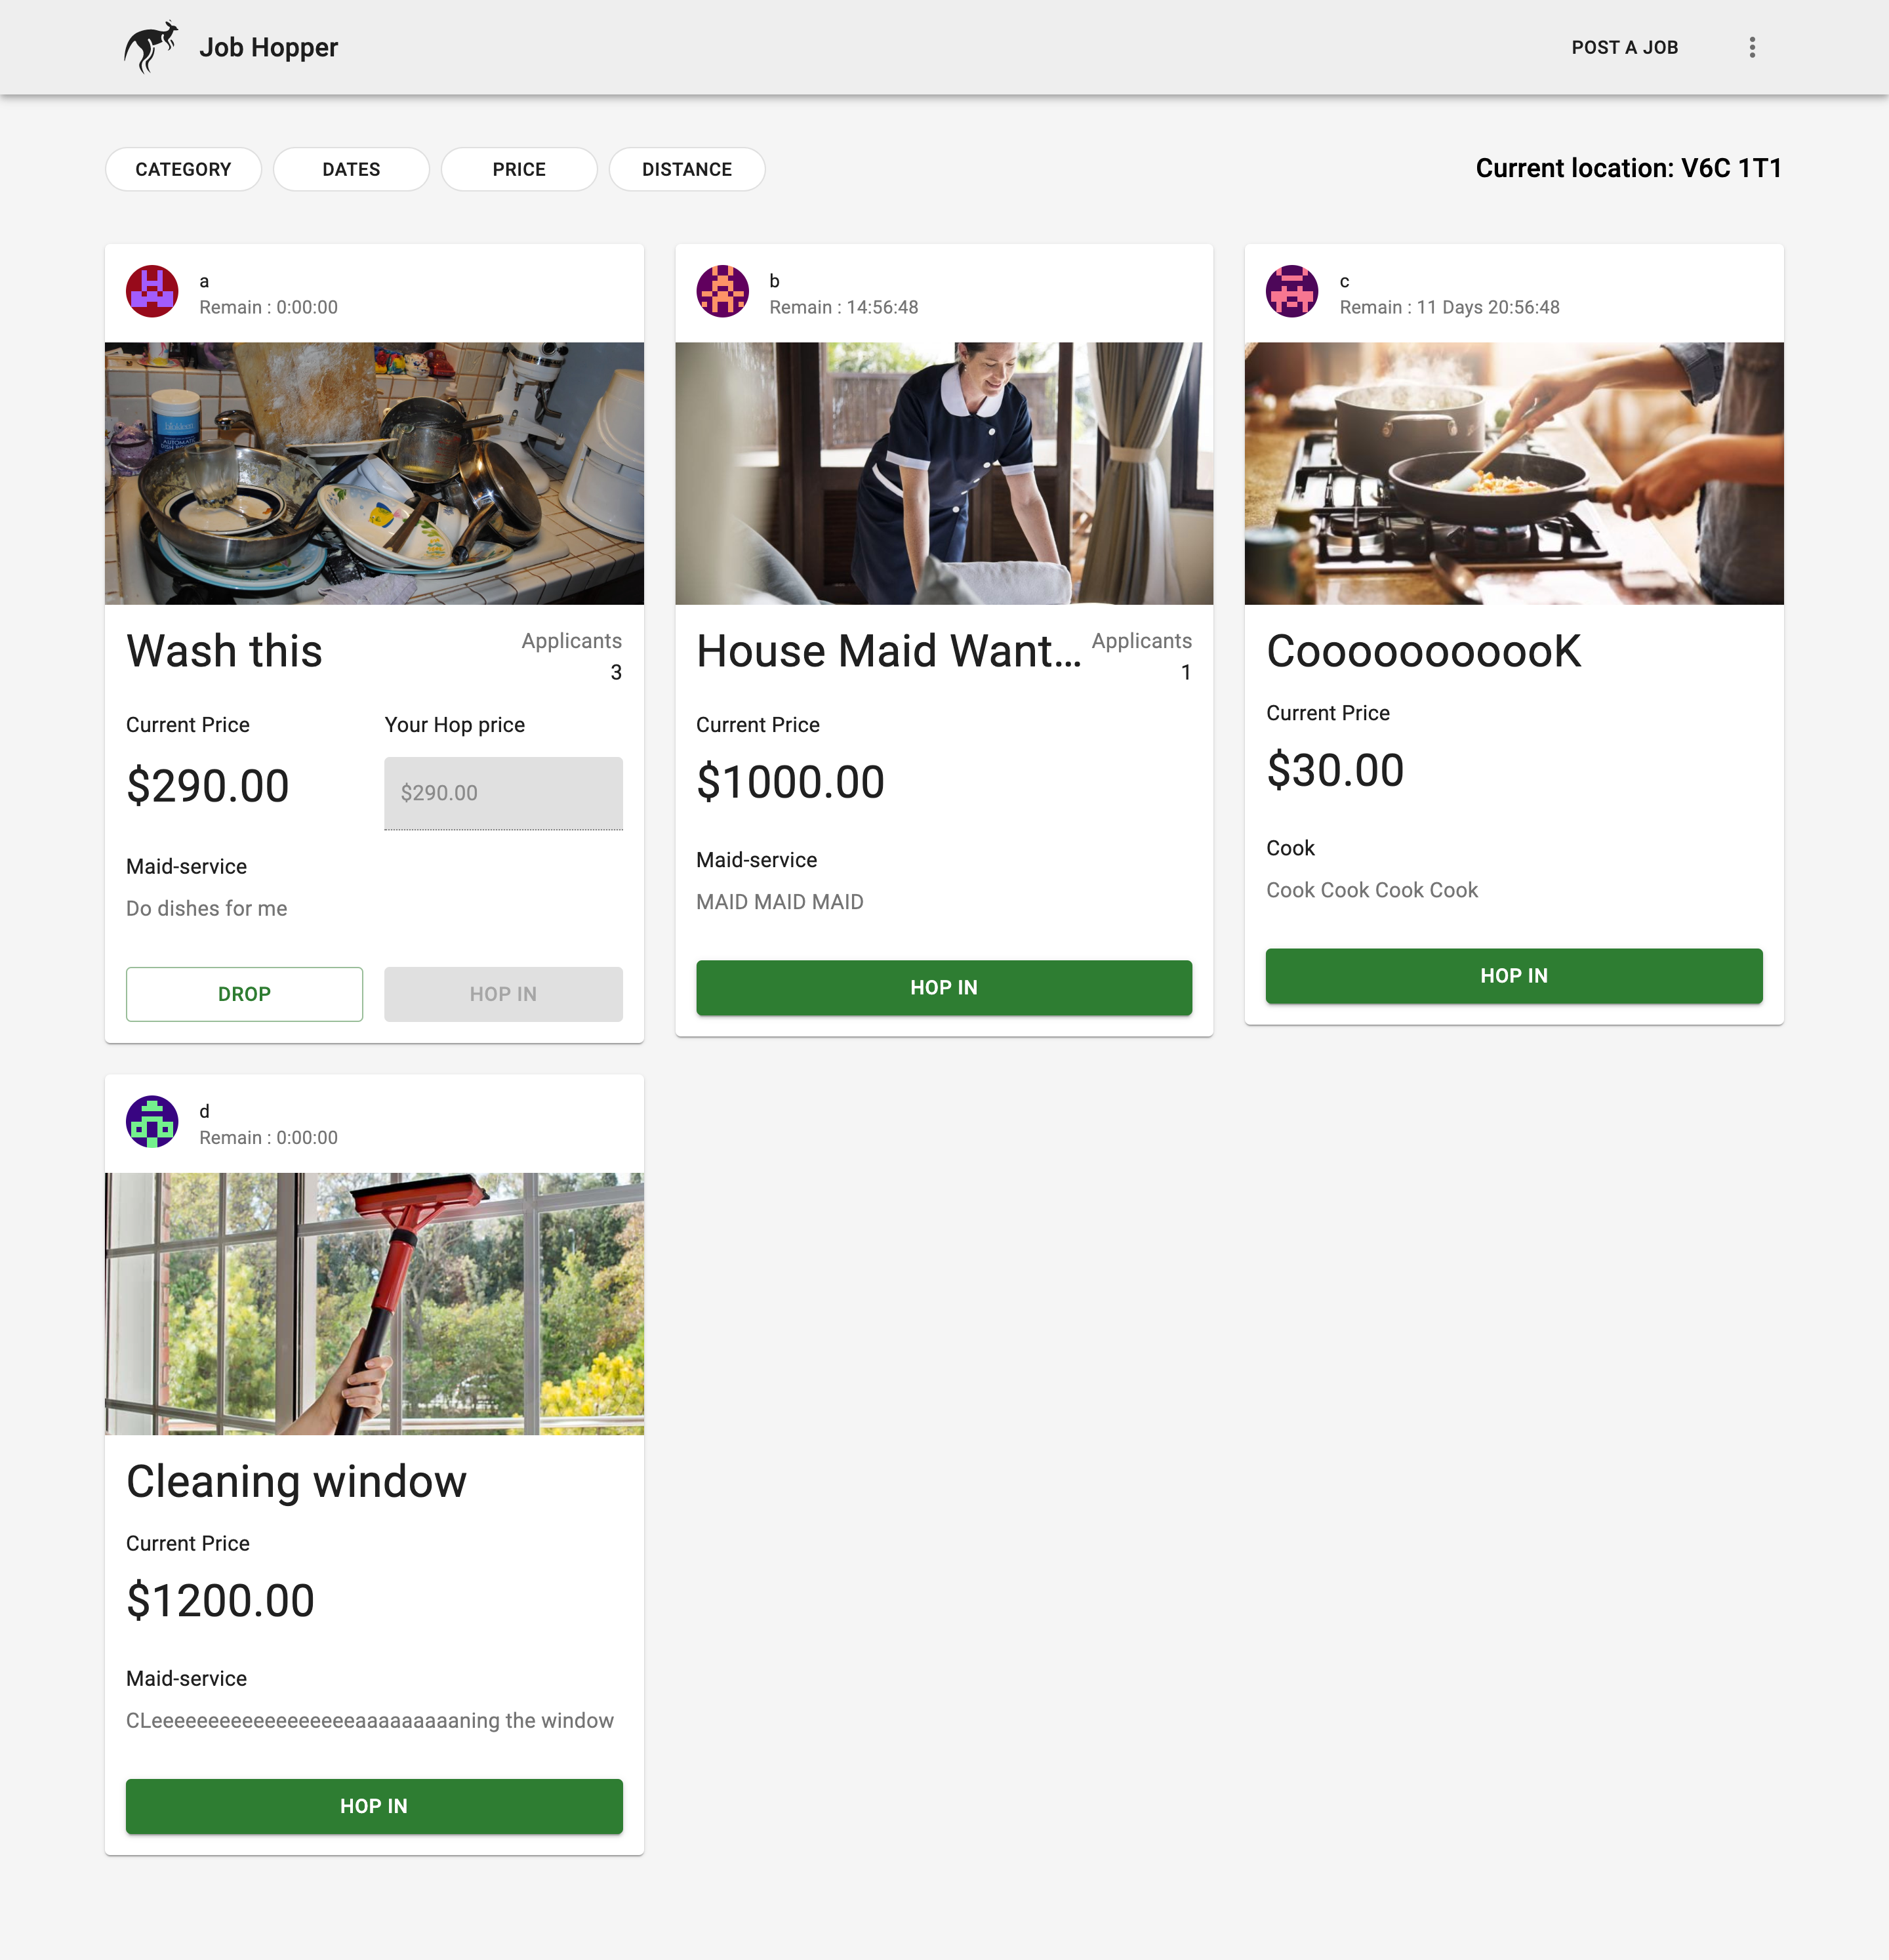 Job Hopper
POST A JOB
CATEGORY
DATES
PRICE
DISTANCE
Current location: V6C 1T1
a
Remain : 0:00:00
Wash this
Applicants
3
Current Price
$290.00
Your Hop price
$290.00
Maid-service
Do dishes for me
DROP
HOP IN
b
Remain : 14:56:48
House Maid Want...
Applicants
1
Current Price
$1000.00
Maid-service
MAID MAID MAID
HOP IN
c
Remain : 11 Days 20:56:48
CoooooooooooK
Current Price
$30.00
Cook
Cook Cook Cook Cook
HOP IN
d
Remain : 0:00:00
Cleaning window
Current Price
$1200.00
Maid-service
CLeeeeeeeeeeeeeeeeeeaaaaaaaaaning the window
HOP IN